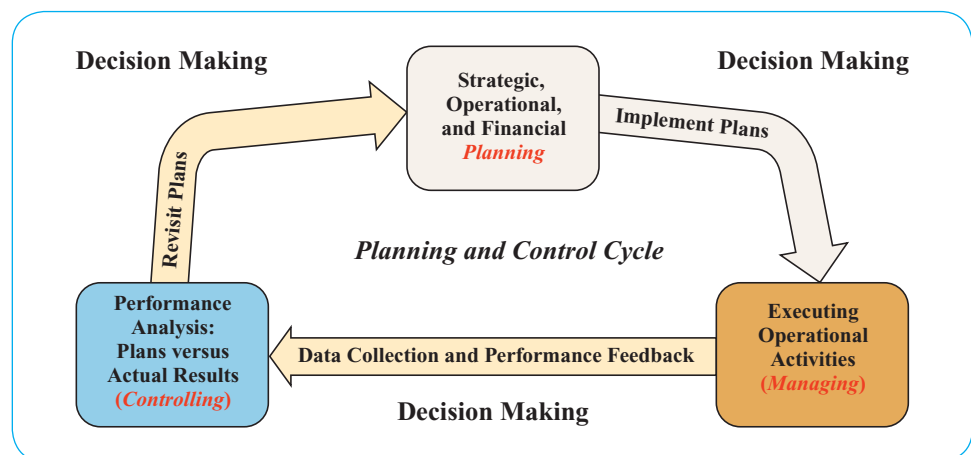 Decision Making
Decision Making
Strategic,
Operational,
and Financial
Planning
Implement Plans
Revisit Plans
Planning and Control Cycle
Performance
Analysis:
Plans versus
Actual Results
(Controlling)
Data Collection and Performance Feedback
Executing
Operational
Activities
(Managing)
Decision Making